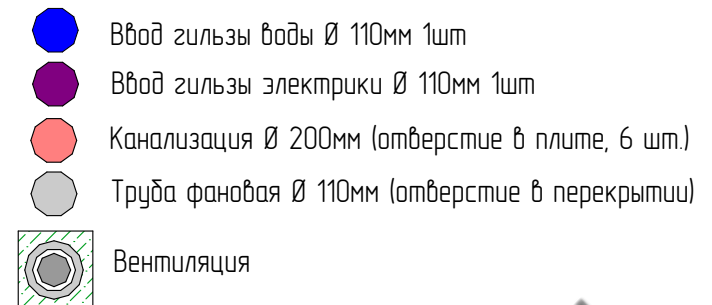 Ввод гильзы воды Ø 110мм 1шт
Ввод гильзы электрики Ø 110мм 1шт
Канализация Ø 200мм (отверстие в плите, 6 шт.)
Труба фановая Ø 110мм (отверстие в перекрытии)
Вентиляция